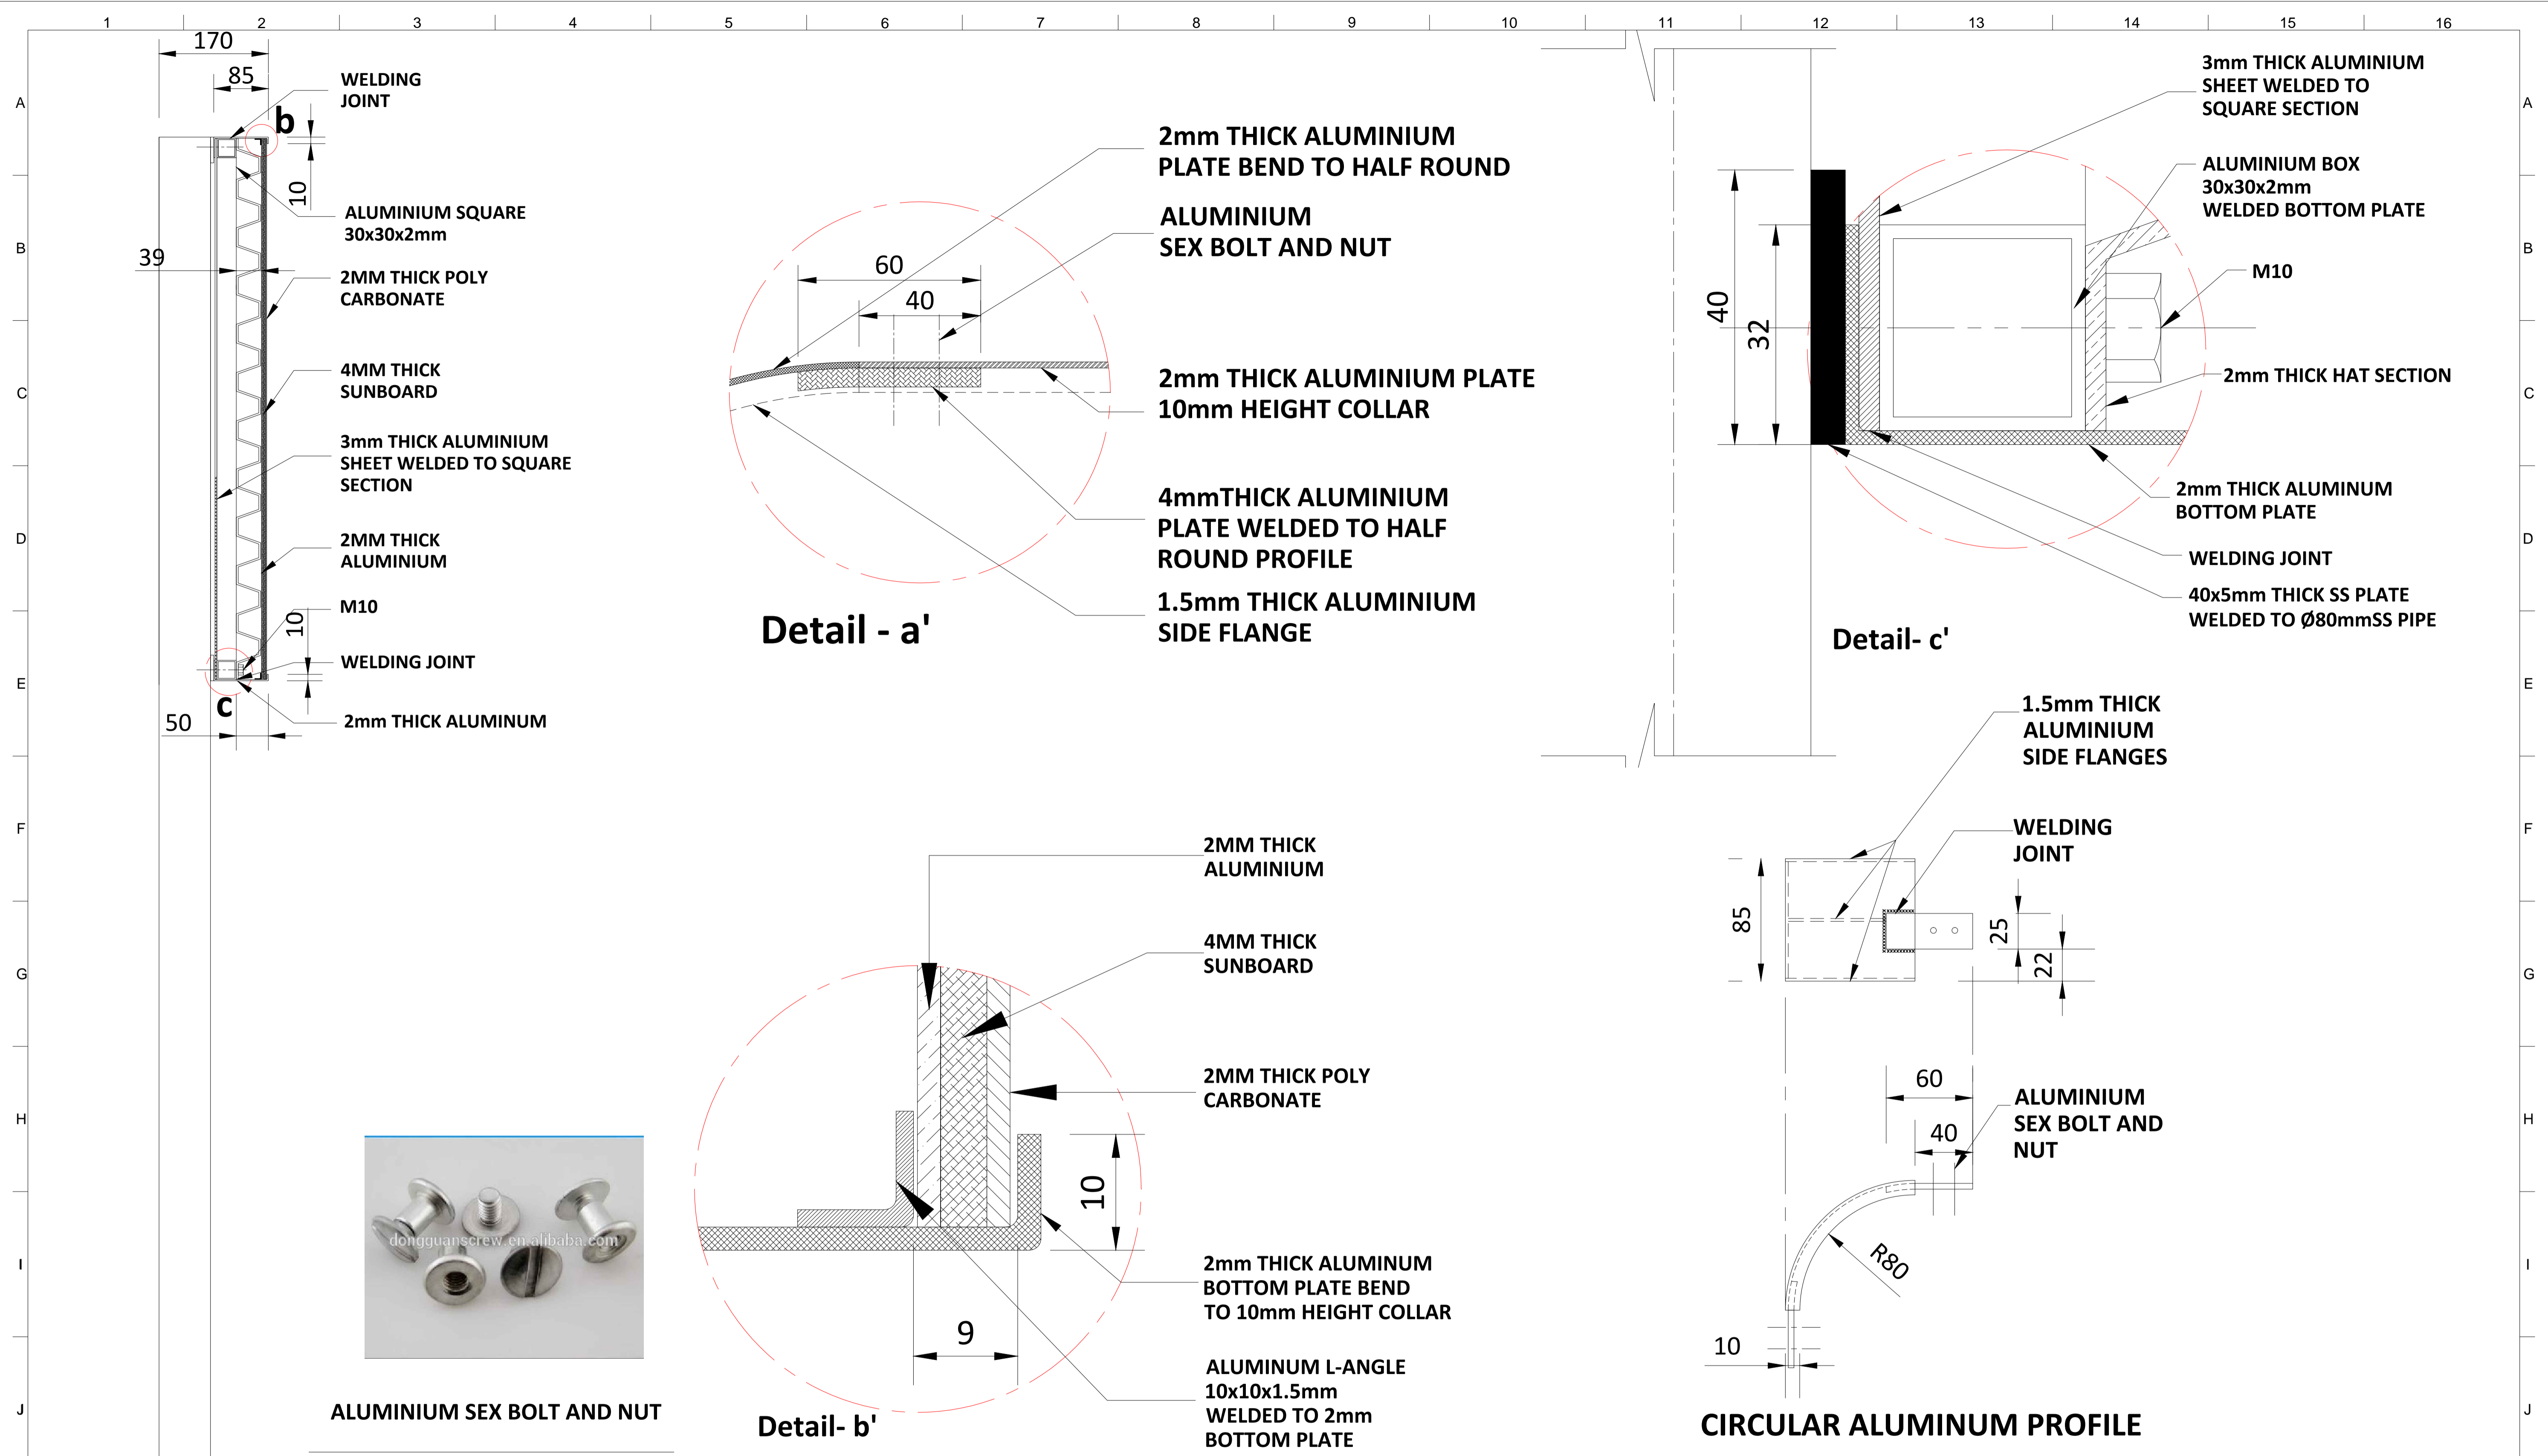 1 2 3 4 5 6 7 8 9 10 11 12 13 14 15 16
A
B
C
D
E
F
G
H
I
J
A
B
C
D
E
F
G
H
I
J
170
85
WELDING
JOINT
b
10
ALUMINIUM SQUARE
30x30x2mm
39
2MM THICK POLY
CARBONATE
4MM THICK
SUNBOARD
3mm THICK ALUMINIUM
SHEET WELDED TO SQUARE
SECTION
2MM THICK
ALUMINIUM
M10
10
WELDING JOINT
c
50
2mm THICK ALUMINUM
2mm THICK ALUMINIUM
PLATE BEND TO HALF ROUND
ALUMINIUM
SEX BOLT AND NUT
60
40
2mm THICK ALUMINIUM PLATE
10mm HEIGHT COLLAR
4mmTHICK ALUMINIUM
PLATE WELDED TO HALF
ROUND PROFILE
1.5mm THICK ALUMINIUM
SIDE FLANGE
Detail - a'
3mm THICK ALUMINIUM
SHEET WELDED TO
SQUARE SECTION
ALUMINIUM BOX
30x30x2mm
WELDED BOTTOM PLATE
M10
40
32
2mm THICK HAT SECTION
2mm THICK ALUMINUM
BOTTOM PLATE
WELDING JOINT
40x5mm THICK SS PLATE
WELDED TO Ø80mmSS PIPE
Detail- c'
2MM THICK
ALUMINIUM
4MM THICK
SUNBOARD
2MM THICK POLY
CARBONATE
10
2mm THICK ALUMINUM
BOTTOM PLATE BEND
TO 10mm HEIGHT COLLAR
9
ALUMINUM L-ANGLE
10x10x1.5mm
WELDED TO 2mm
BOTTOM PLATE
Detail- b'
dongguanscrew.en.alibaba.com
ALUMINIUM SEX BOLT AND NUT
1.5mm THICK
ALUMINIUM
SIDE FLANGES
WELDING
JOINT
85
25
22
60
40
ALUMINIUM
SEX BOLT AND
NUT
R80
10
CIRCULAR ALUMINUM PROFILE